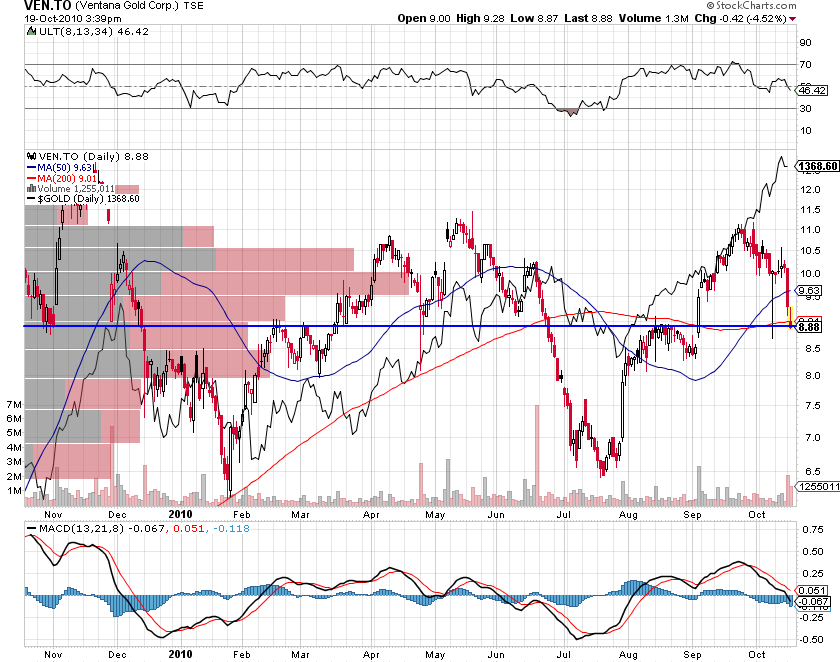 VEN.TO (Ventana Gold Corp.) TSE
© StockCharts.com
19-Oct-2010 3:39pm
Open 9.00 High 9.28 Low 8.87 Last 8.88 Volume 1.3M Chg -0.42 (-4.52%)
ULT(8,13,34) 46.42
90
70
50
46.42
30
10
VEN.TO (Daily) 8.88
MA(50) 9.63
MA(200) 9.01
Volume 1,255,011
$GOLD (Daily) 1368.60
1368.60
12.0
11.5
11.0
10.5
10.0
9.63
9.5
8.88
8.5
8.0
7.5
7.0
6.5
1255011
7M
6M
5M
4M
3M
2M
1M
Nov Dec 2010 Feb Mar Apr May Jun Jul Aug Sep Oct
MACD(13,21,8) -0.067, 0.051, -0.118
0.75
0.50
0.25
0.051
-0.067
-0.25
-0.50
Nov Dec 2010 Feb Mar Apr May Jun Jul Aug Sep Oct